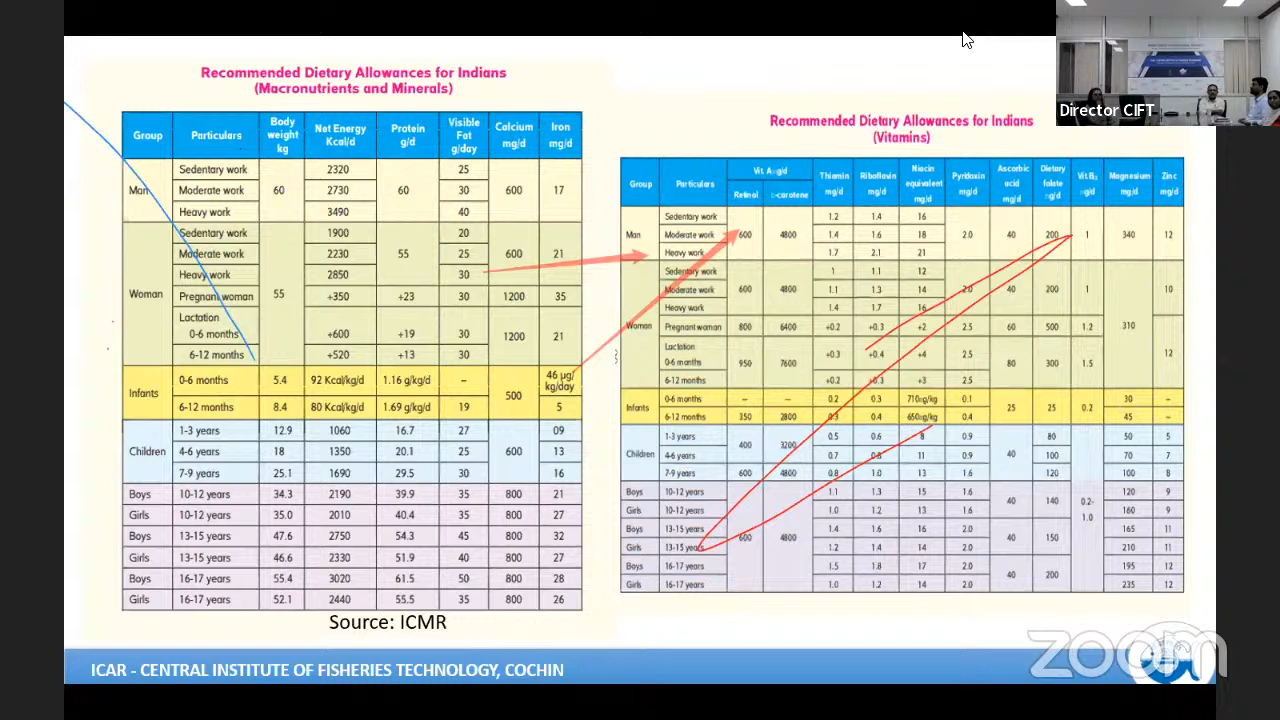 Director CIFT
Recommended Dietary Allowances for Indians
(Macronutrients and Minerals)
Group Particulars Body weight kg Net Energy Kcal/d Protein g/d Visible Fat g/day Calcium mg/d Iron mg/d
Man Sedentary work 60 2320 60 25 600 17
Moderate work 2730 30
Heavy work 3490 40
Woman Sedentary work 55 1900 55 20 600 21
Moderate work 2230 25
Heavy work 2850 30
Pregnant woman +350 +23 30 1200 35
Lactation
0-6 months +600 +19 30 1200 21
6-12 months +520 +13 30
Infants 0-6 months 5.4 92 Kcal/kg/d 1.16 g/kg/d – 500 46 µg/kg/day
6-12 months 8.4 80 Kcal/kg/d 1.69 g/kg/d 19 5
Children 1-3 years 12.9 1060 16.7 27 600 09
4-6 years 18 1350 20.1 25 13
7-9 years 25.1 1690 29.5 30 16
Boys 10-12 years 34.3 2190 39.9 35 800 21
Girls 10-12 years 35.0 2010 40.4 35 800 27
Boys 13-15 years 47.6 2750 54.3 45 800 32
Girls 13-15 years 46.6 2330 51.9 40 800 27
Boys 16-17 years 55.4 3020 61.5 50 800 28
Girls 16-17 years 52.1 2440 55.5 35 800 26
Source: ICMR
Recommended Dietary Allowances for Indians
(Vitamins)
Group Particulars Vit. A Retinol -carotene Thiamin mg/d Riboflavin mg/d Niacin equivalent mg/d Pyridoxin mg/d Ascorbic acid mg/d Dietary folate Magnesium mg/d Zinc mg/d
Man Sedentary work 600 4800 1.2 1.4 16 2.0 40 200 1 340 12
Moderate work 1.4 1.6 18
Heavy work 1.7 2.1 21
Woman Sedentary work 600 4800 1 1.1 12 2.0 40 200 1 310 10
Moderate work 1.1 1.3 14
Heavy work 1.4 1.7 16
Pregnant woman 800 6400 +0.2 +0.3 +2 2.5 60 500 1.2 12
Lactation
0-6 months 950 7600 +0.3 +0.4 +4 2.5 80 300 1.5
6-12 months +0.2 +0.3 +3 2.5
Infants 0-6 months – – 0.2 0.3 0.1 25 25 0.2 30 –
6-12 months 350 2800 0.3 0.4 0.4 45 –
Children 1-3 years 400 3200 0.5 0.6 8 0.9 40 80 0.2-1.0 50 5
4-6 years 0.7 0.8 11 0.9 100 70 7
7-9 years 600 4800 0.8 1.0 13 1.6 120 100 8
Boys 10-12 years 600 4800 1.1 1.3 15 1.6 40 140 120 9
Girls 10-12 years 1.0 1.2 13 1.6 160 9
Boys 13-15 years 1.4 1.6 16 2.0 40 150 165 11
Girls 13-15 years 1.2 1.4 14 2.0 210 11
Boys 16-17 years 1.5 1.8 17 2.0 40 200 195 12
Girls 16-17 years 1.0 1.2 14 2.0 235 12
ICAR - CENTRAL INSTITUTE OF FISHERIES TECHNOLOGY, COCHIN
zoom